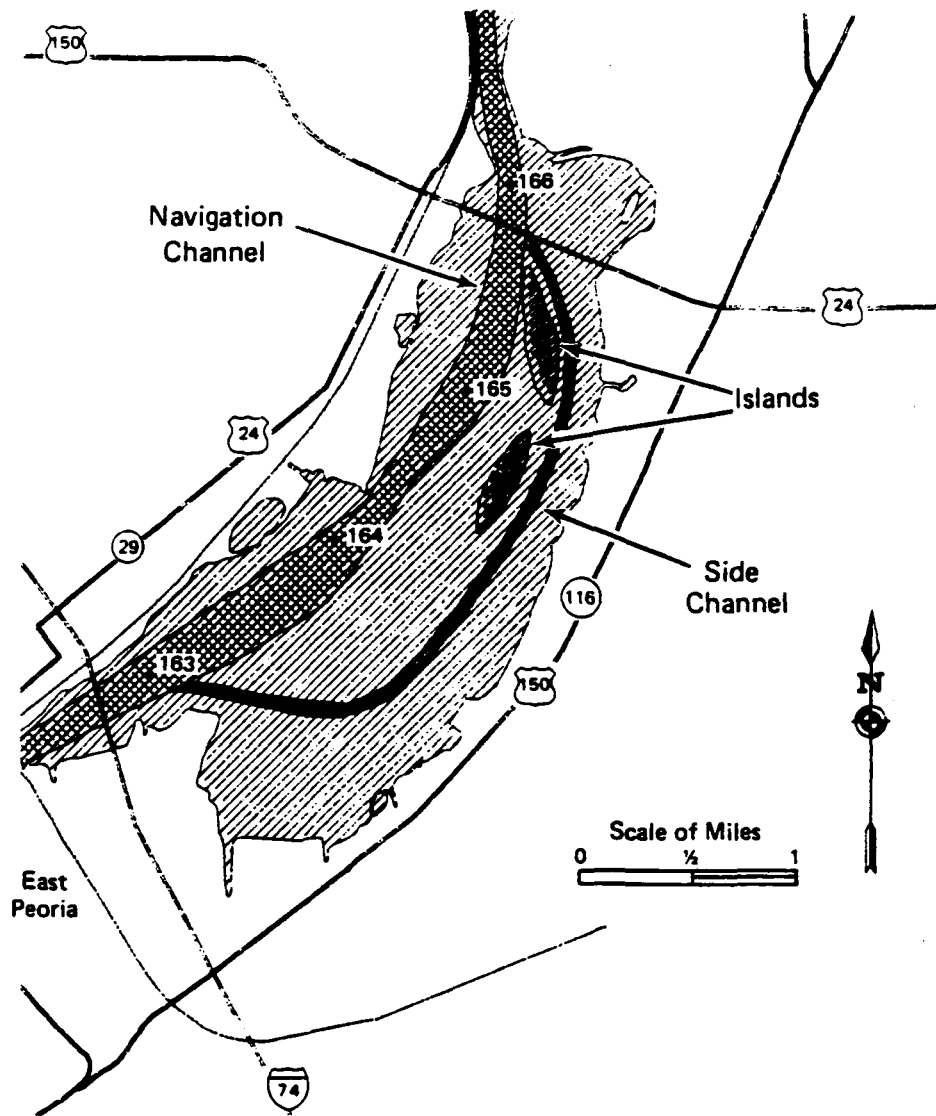 150
166
Navigation
Channel
24
165
Islands
24
164
29
Side
Channel
116
163
150
N
Scale of Miles
0 ½ 1
East
Peoria
74